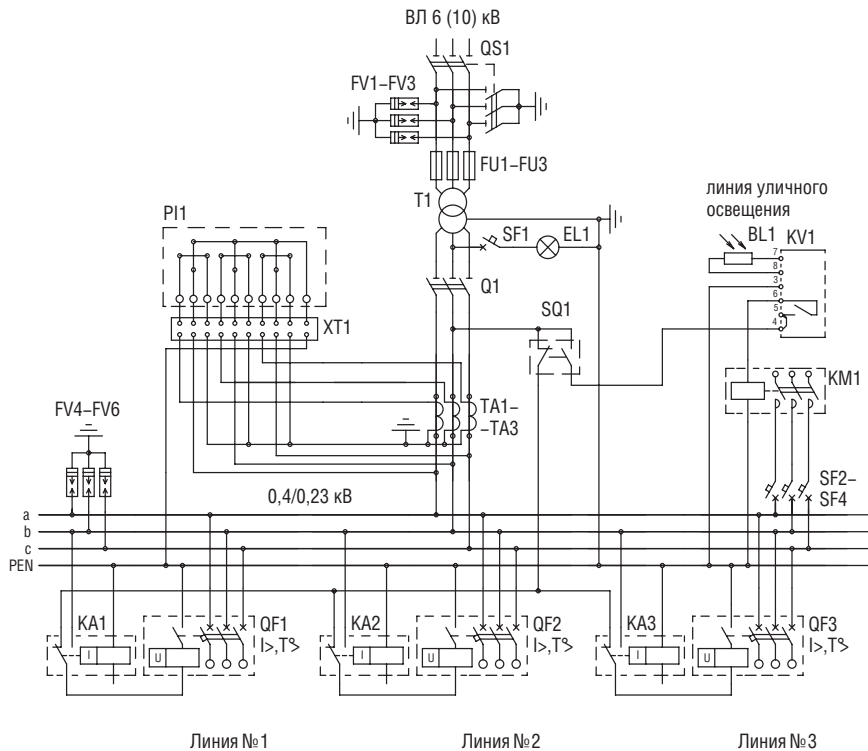 ВЛ 6 (10) кВ
QS1
FV1–FV3
FU1–FU3
T1
линия уличного
освещения
PI1
SF1
EL1
BL1
KV1
7
8
3
6
5
4
Q1
SQ1
XT1
KM1
FV4–FV6
TA1–
–TA3
0,4/0,23 кВ
SF2–
SF4
a
b
c
PEN
KA1
QF1
I>,T°>
I
U
KA2
QF2
I>,T°>
I
U
KA3
QF3
I>,T°>
I
U
Линия №1
Линия №2
Линия №3